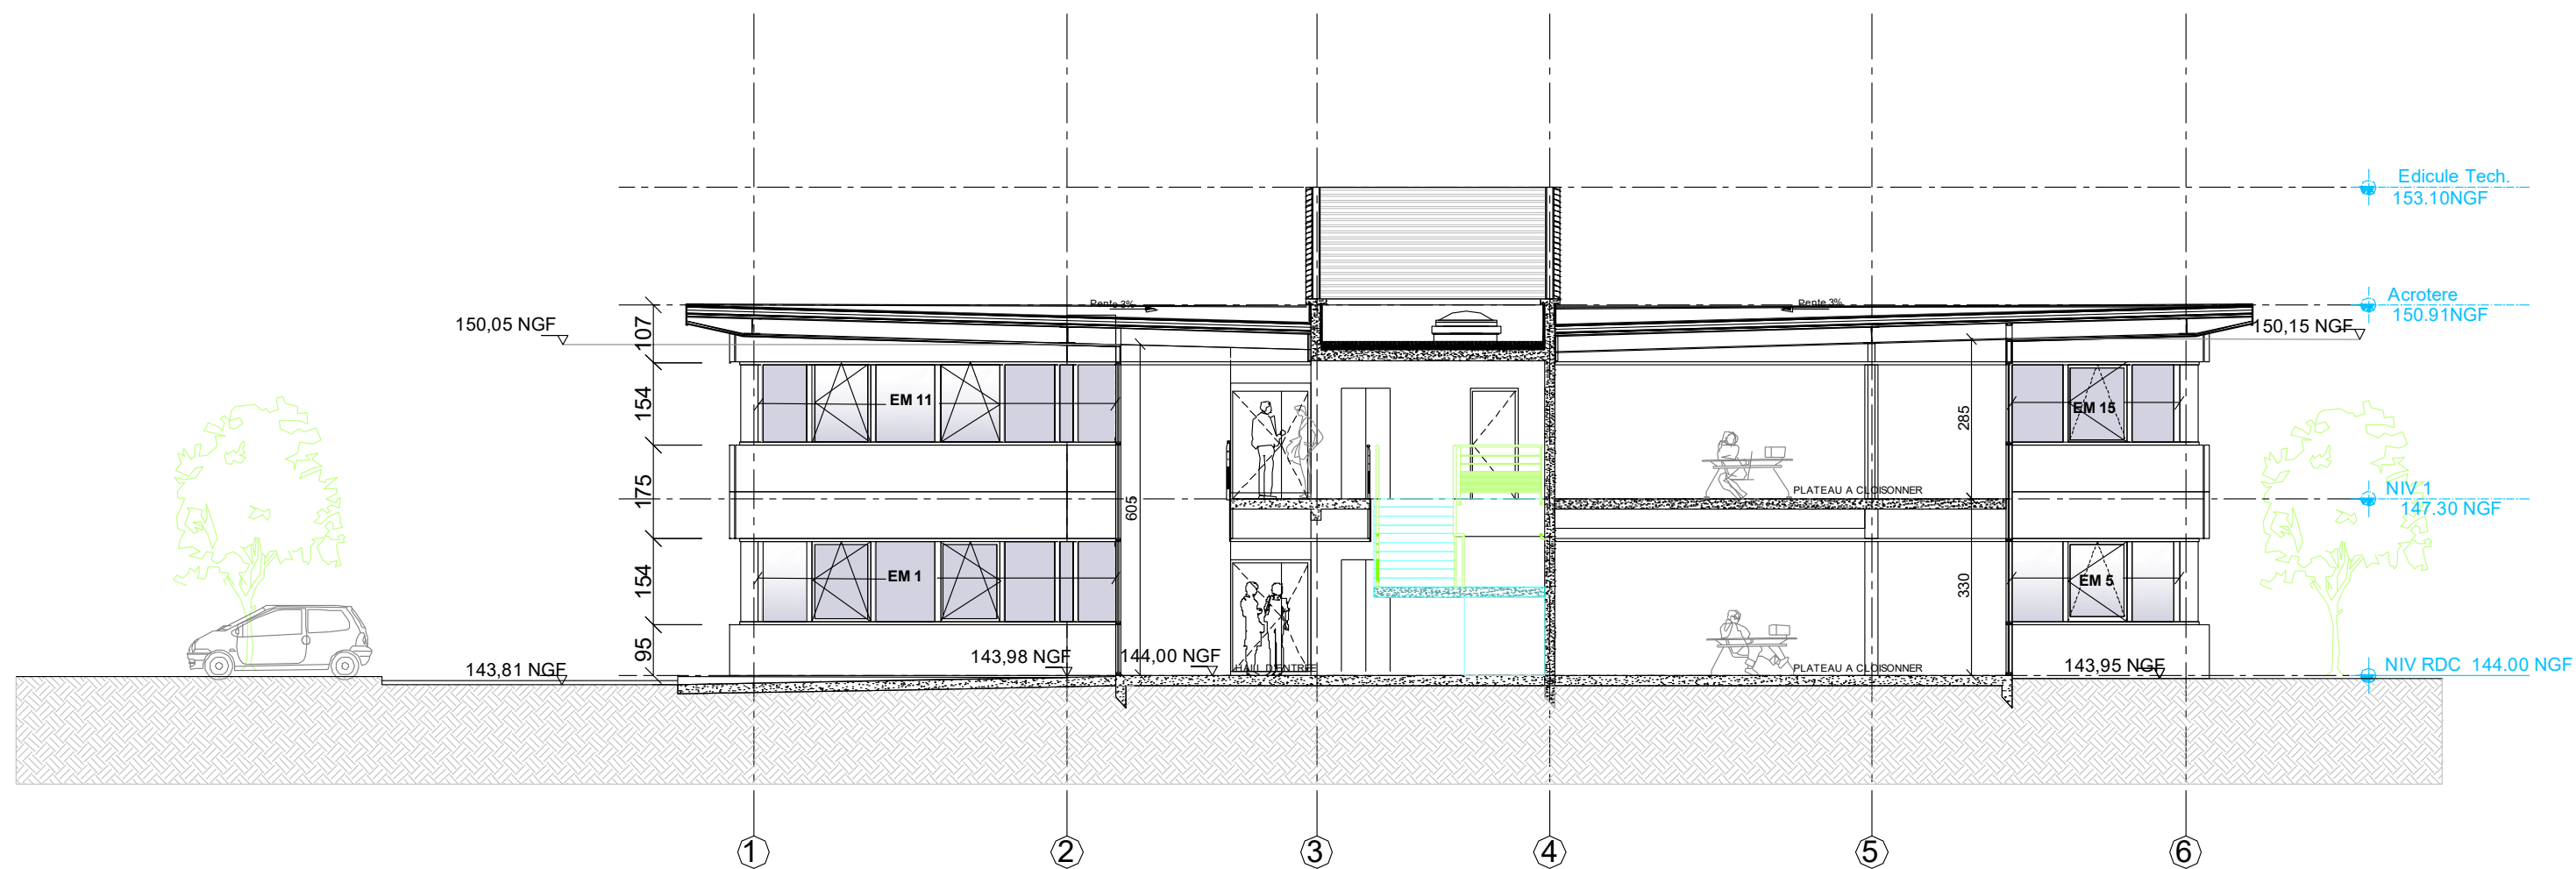 Edicule Tech.
153.10NGF
Pente 3%
Pente 3%
Acrotere
150.91NGF
150,05 NGF
150,15 NGF
107
154
175
154
95
EM 11
EM 15
605
285
330
PLATEAU A CLOISONNER
NIV 1
147.30 NGF
EM 1
EM 5
143,81 NGF
143,98 NGF
144,00 NGF
HALL D'ENTREE
PLATEAU A CLOISONNER
143,95 NGF
NIV RDC 144.00 NGF
1
2
3
4
5
6